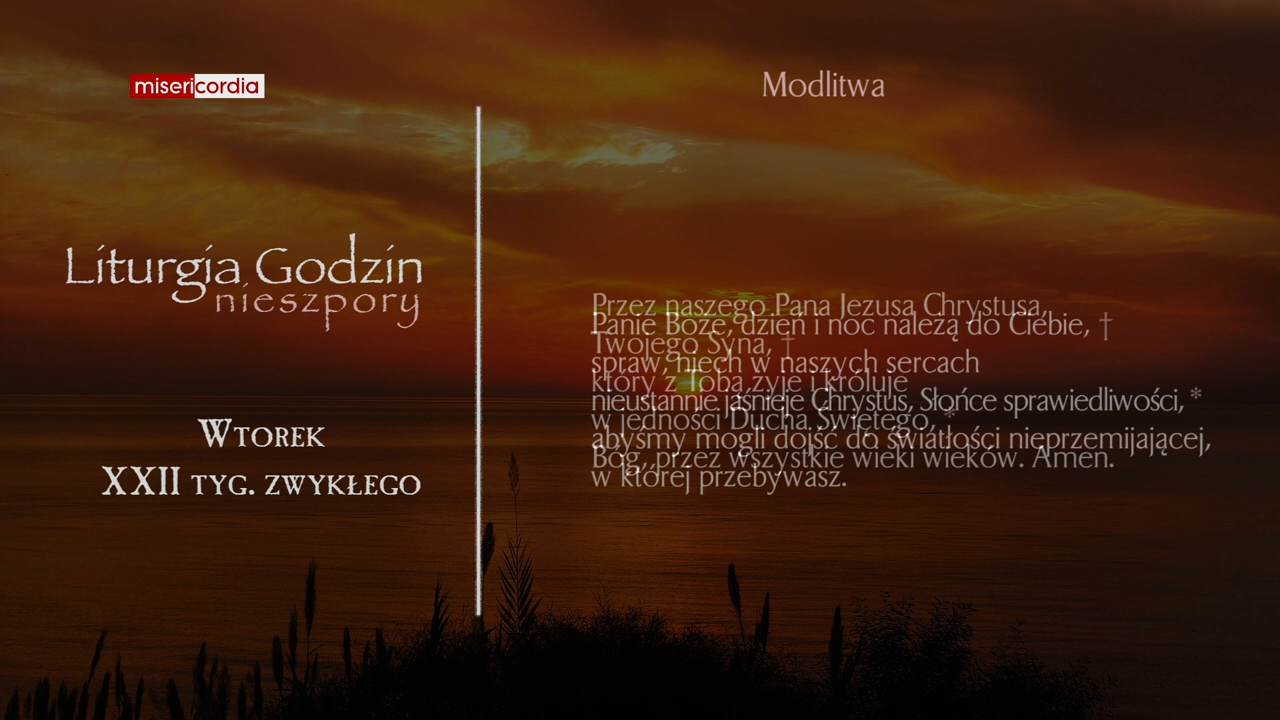 misericordia
Liturgia Godzin
nieszpory
Wtorek
XXII tyg. zwykłego
Modlitwa
Przez naszego Pana Jezusa Chrystusa,
Panie Boże, dzień i noc należą do Ciebie, †
Twojego Syna, †
spraw, niech w naszych sercach
który z Tobą żyje i króluje
nieustannie jaśnieje Chrystus, Słońce sprawiedliwości, *
w jedności Ducha Świętego, *
abyśmy mogli dojść do światłości nieprzemijającej,
Bóg, przez wszystkie wieki wieków. Amen.
w której przebywasz.